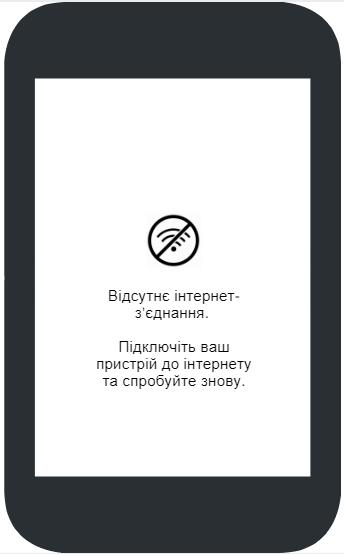 Відсутнє інтернет-
з'єднання.
Підключіть ваш
пристрій до інтернету
та спробуйте знову.